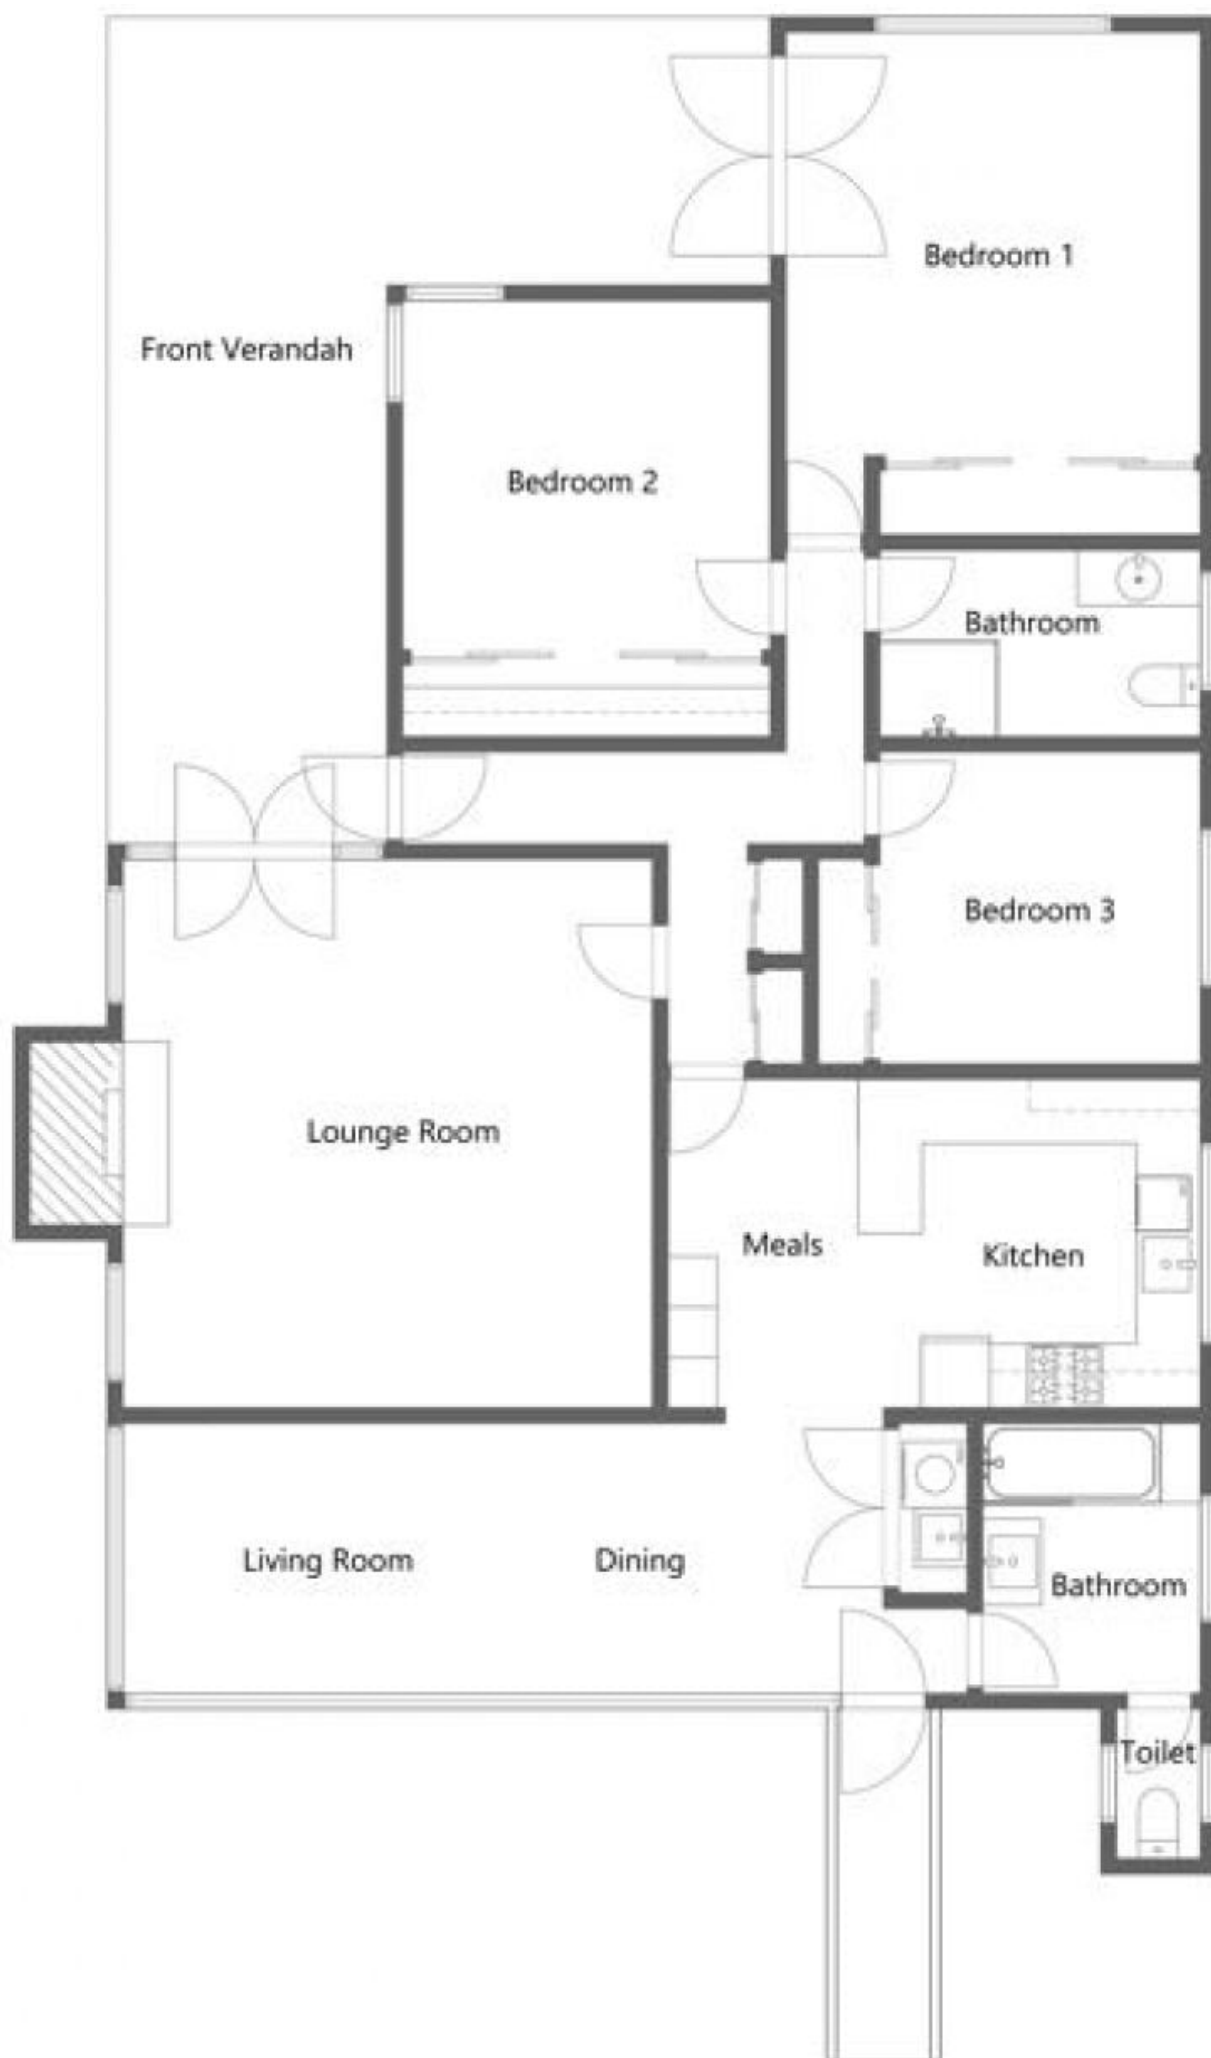 Bedroom 1
Front Verandah
Bedroom 2
Bathroom
Bedroom 3
Lounge Room
Meals
Kitchen
Living Room
Dining
Bathroom
Toilet